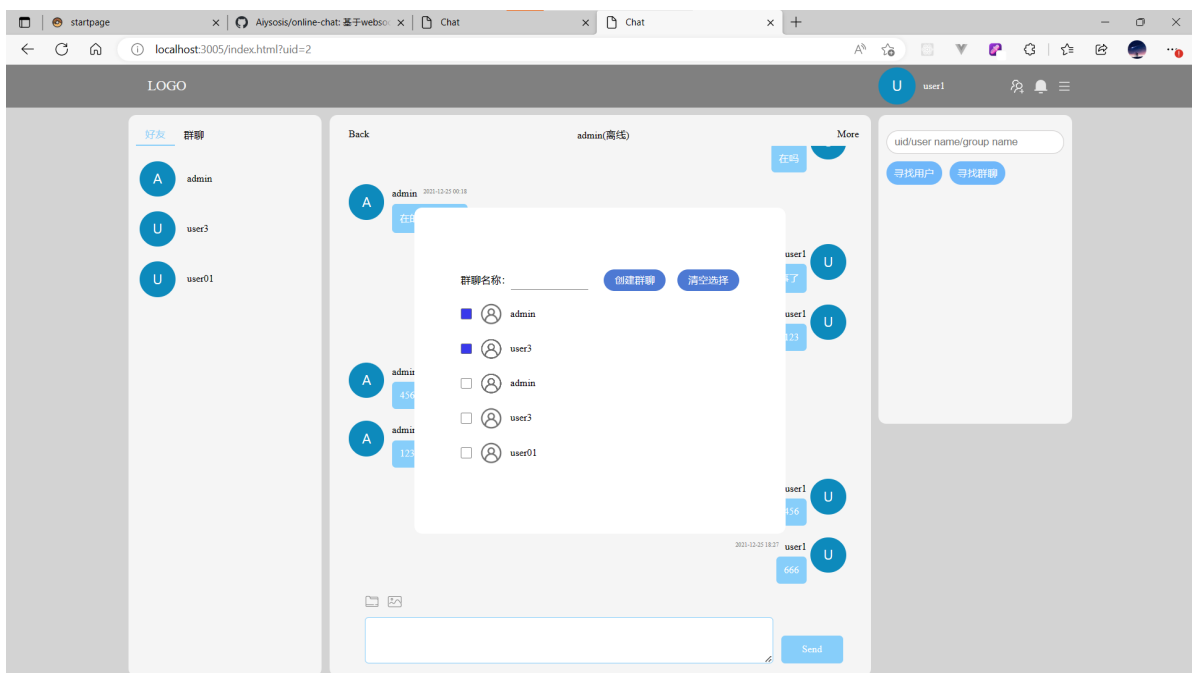 startpage
Aiysosis/online-chat: 基于webso
Chat
Chat
localhost:3005/index.html?uid=2
LOGO
U
user1
好友 群聊
A
admin
U
user3
U
user01
Back
admin(离线)
More
在吗
admin 2021-12-25 00:18
A
user1
U
了
user1
U
123
A
456
A
123
群聊名称:
创建群聊
清空选择
admin
user3
admin
user3
user01
user1
U
456
2021-12-25 18:27 user1
U
666
Send
uid/user name/group name
寻找用户
寻找群聊